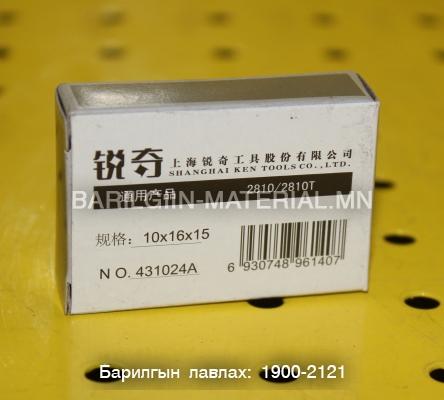 锐奇 上海锐奇工具股份有限公司
SHANGHAI KEN TOOLS CO., LTD.
通用产品 2810/2810T
BARILGIIN-MATERIAL.MN
规格: 10x16x15
NO. 431024A
6 930748 961407
Барилгын лавлах: 1900-2121